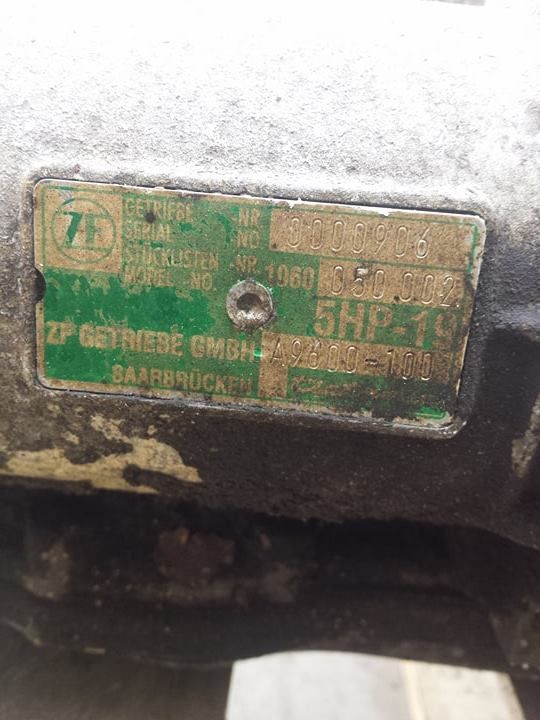 ZF
GETRIEBE NR
SERIAL NO 0000906
STÜCKLISTEN NR 1060 050 002
MODEL NO.
5HP-19
ZF GETRIEBE GMBH A9600-100
SAARBRÜCKEN